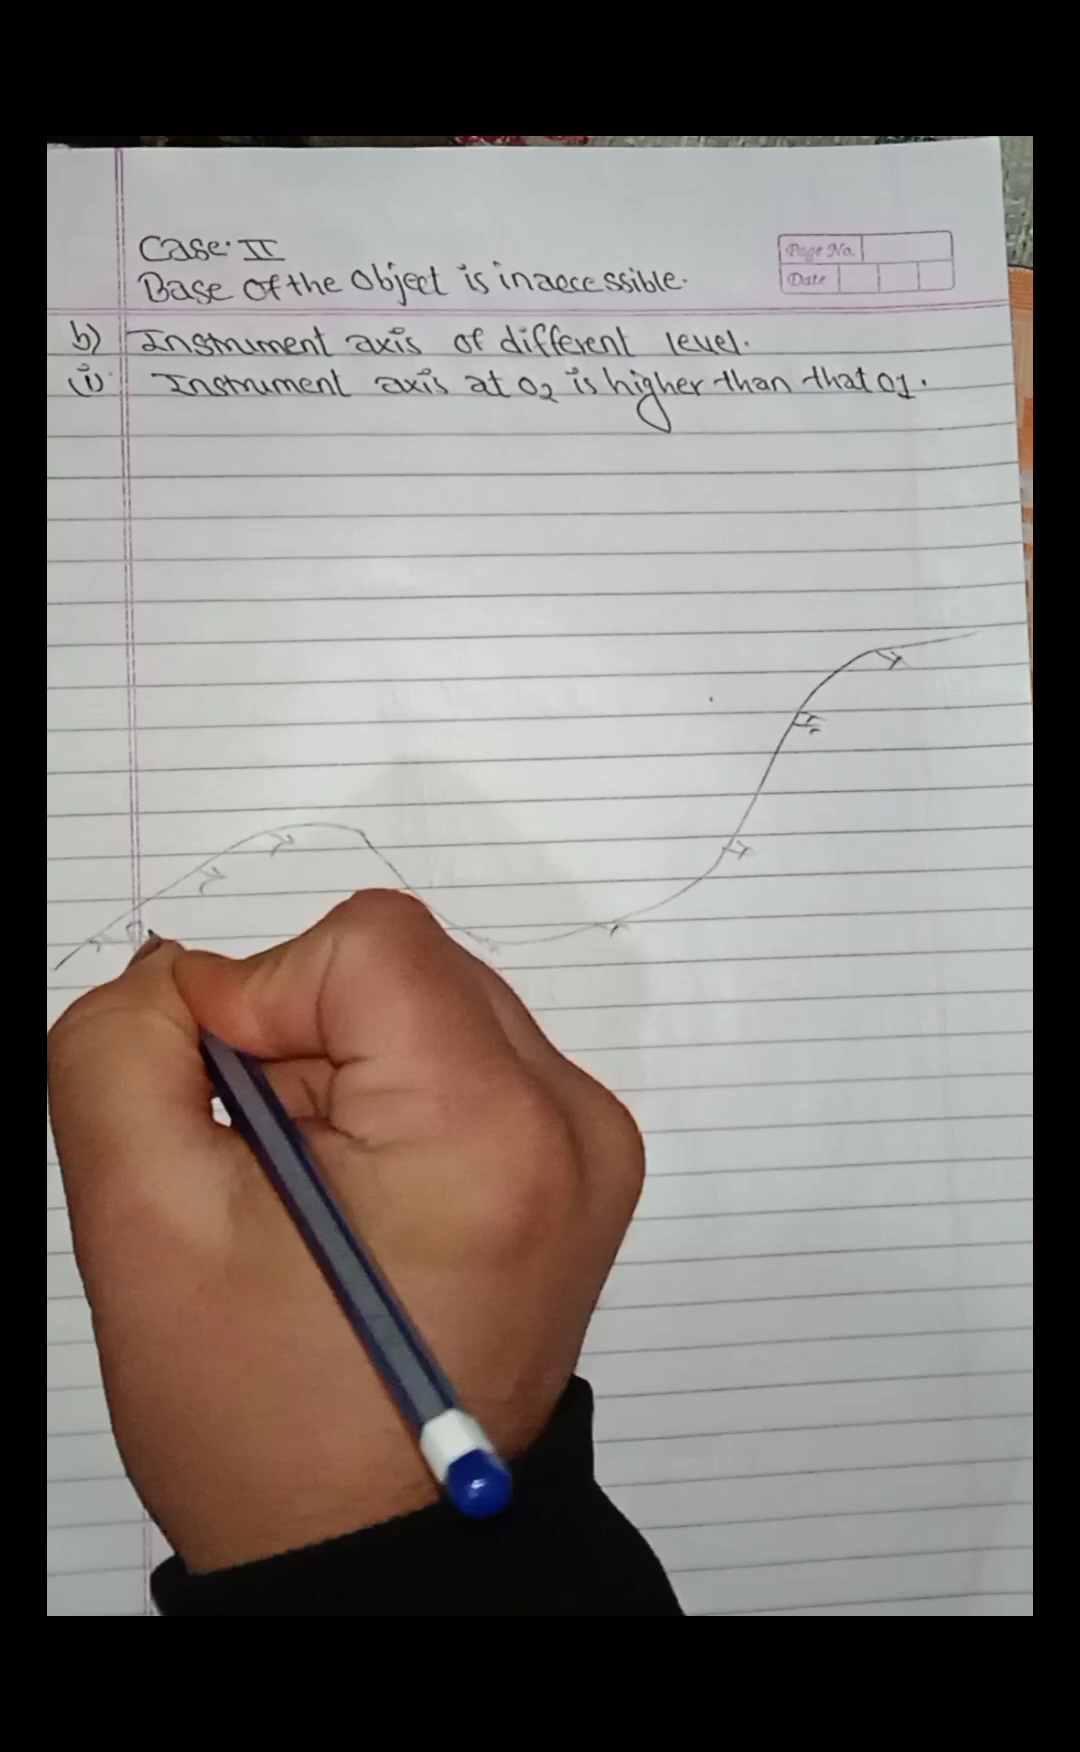 Case. II
Base of the object is inaccessible.
Page No.
Date
b) Instrument axis of different level.
(i) Instrument axis at O2 is higher than that O1.